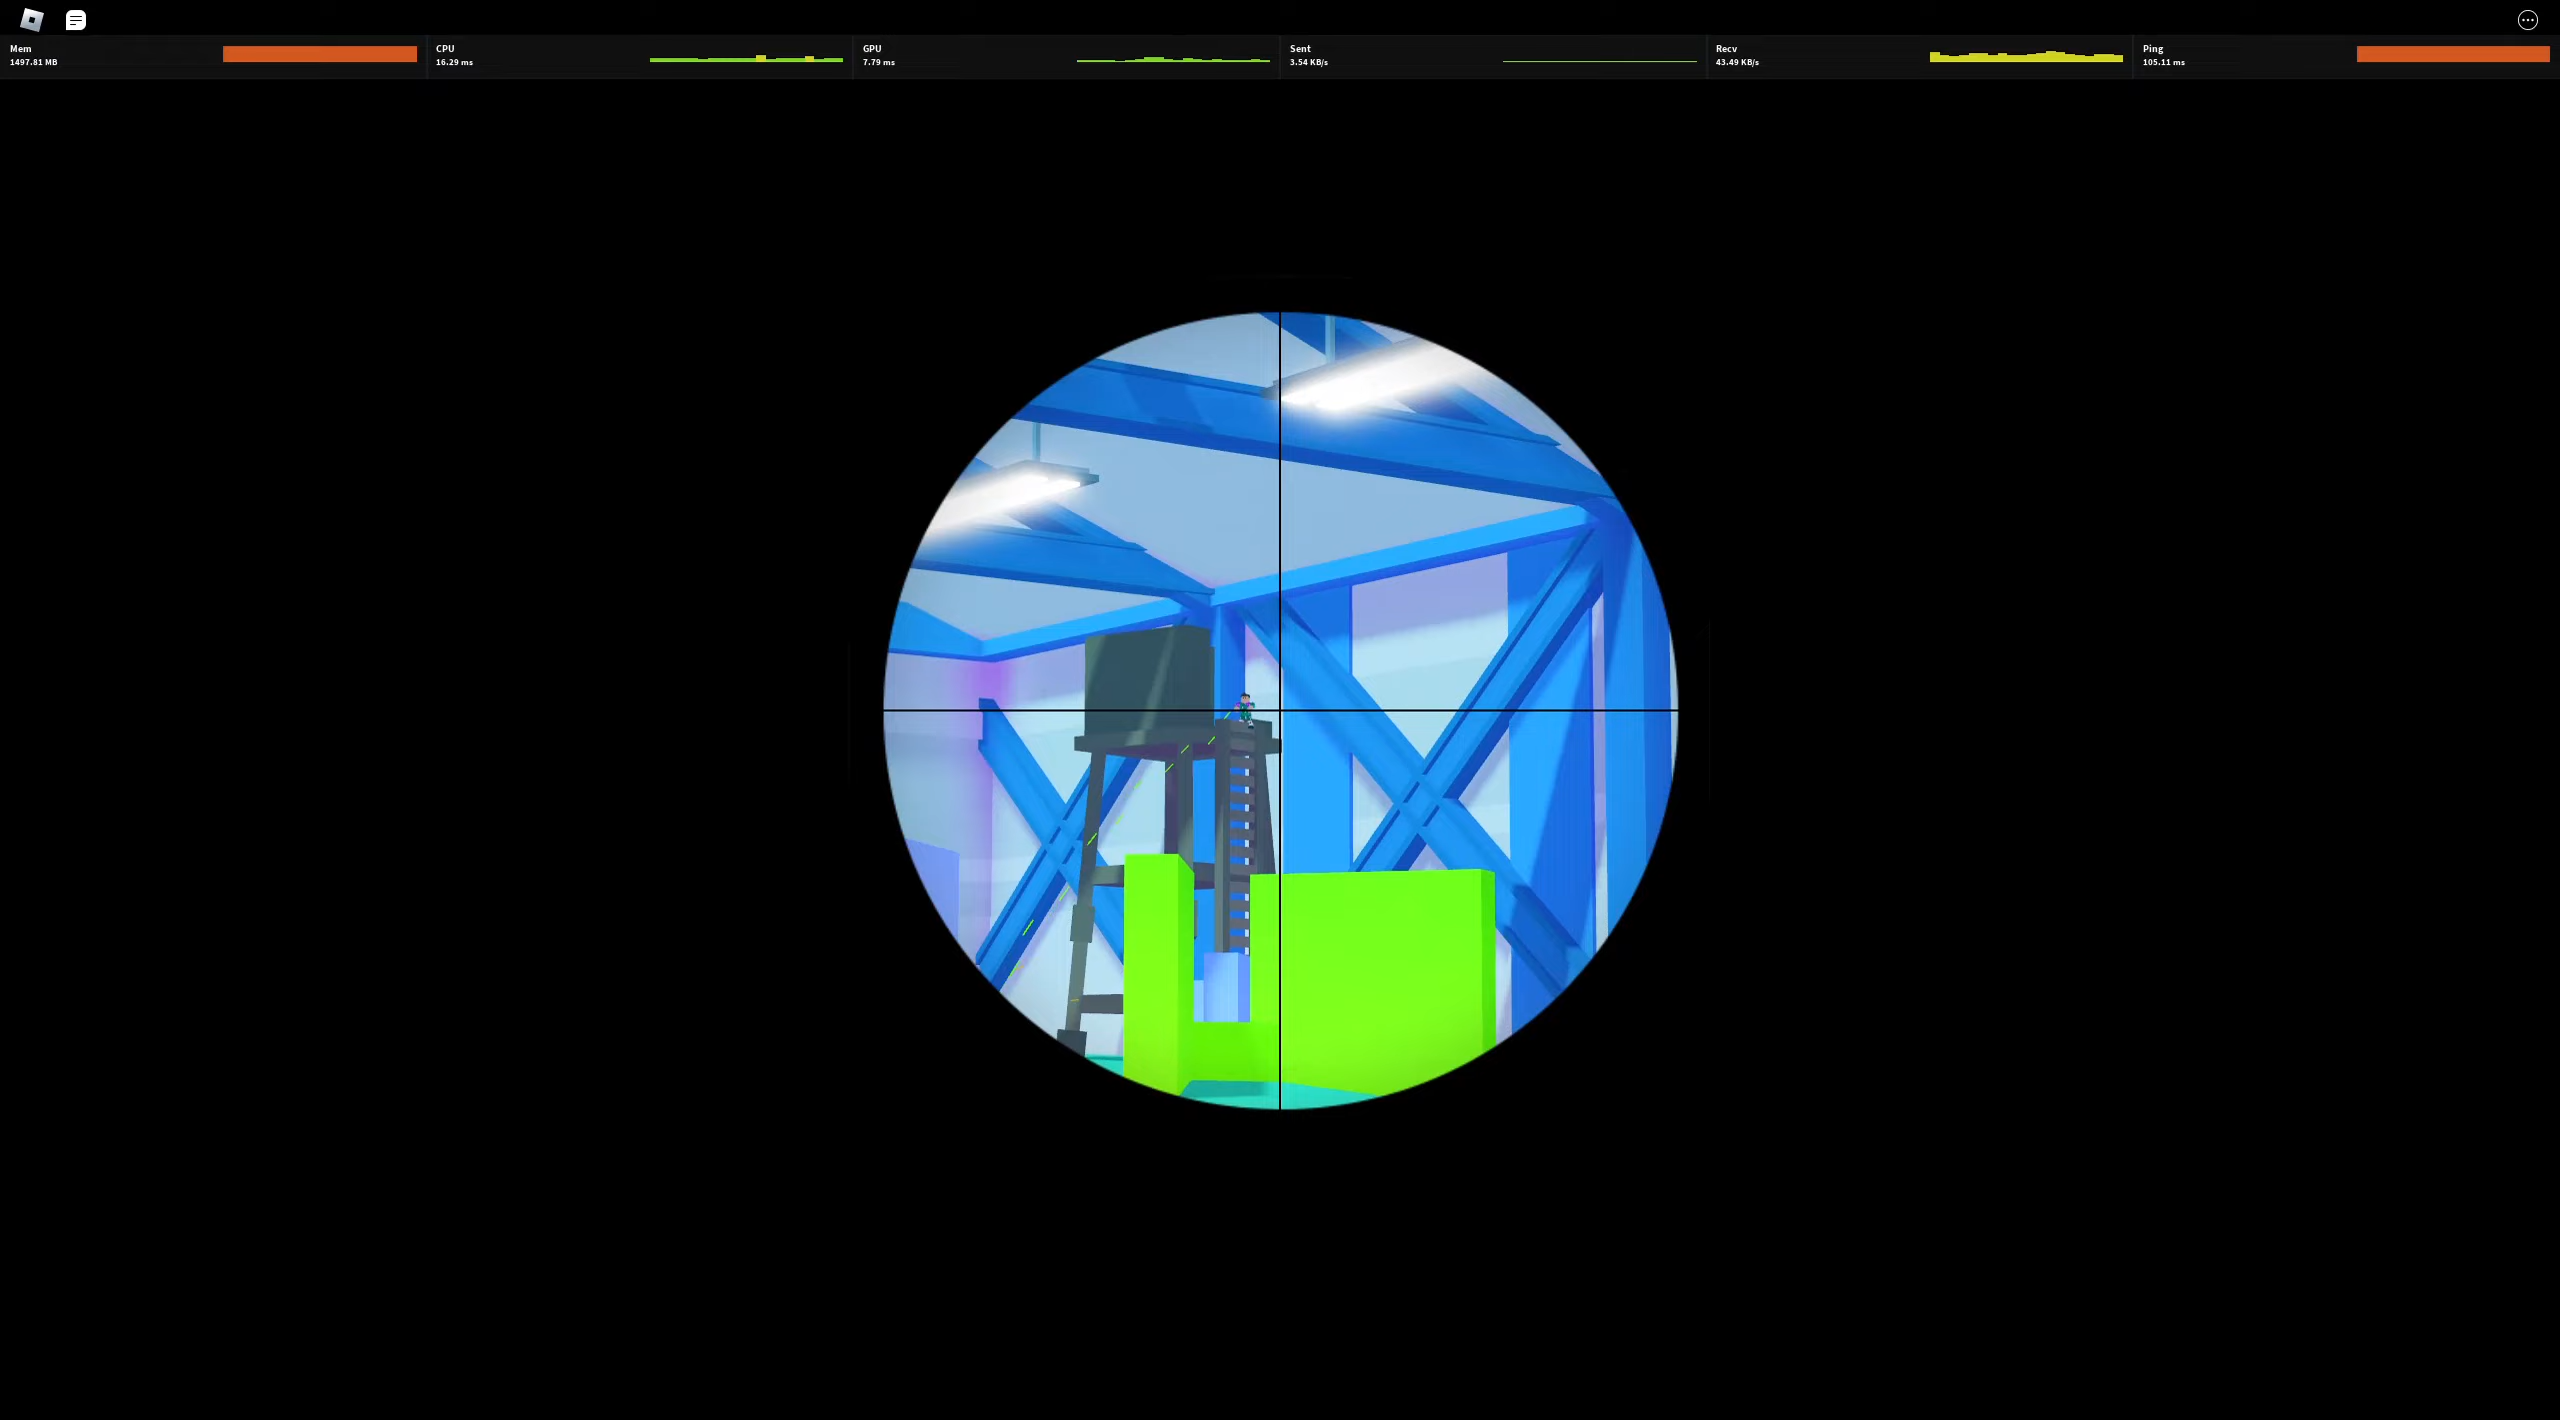 Mem
1497.81 MB
CPU
16.29 ms
GPU
7.79 ms
Sent
3.54 KB/s
Recv
43.49 KB/s
Ping
105.11 ms